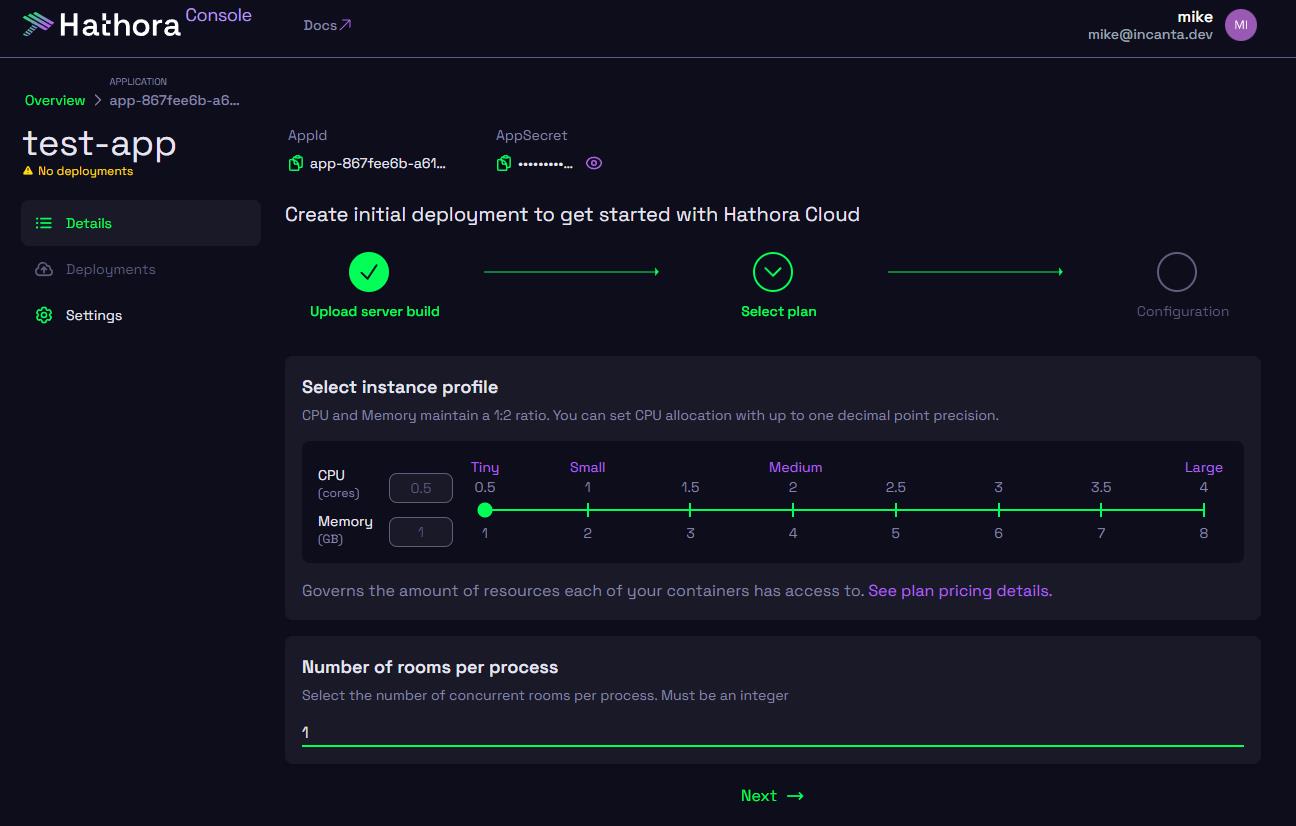 Hathora Console
Docs
mike
mike@incanta.dev
MI
APPLICATION
Overview > app-867fee6b-a6...
test-app
No deployments
AppId
app-867fee6b-a61...
AppSecret
•••••••••...
Details
Deployments
Settings
Create initial deployment to get started with Hathora Cloud
Upload server build
Select plan
Configuration
Select instance profile
CPU and Memory maintain a 1:2 ratio. You can set CPU allocation with up to one decimal point precision.
Tiny Small Medium Large
CPU
(cores)
0.5
0.5 1 1.5 2 2.5 3 3.5 4
Memory
(GB)
1
1 2 3 4 5 6 7 8
Governs the amount of resources each of your containers has access to. See plan pricing details.
Number of rooms per process
Select the number of concurrent rooms per process. Must be an integer
1
Next →